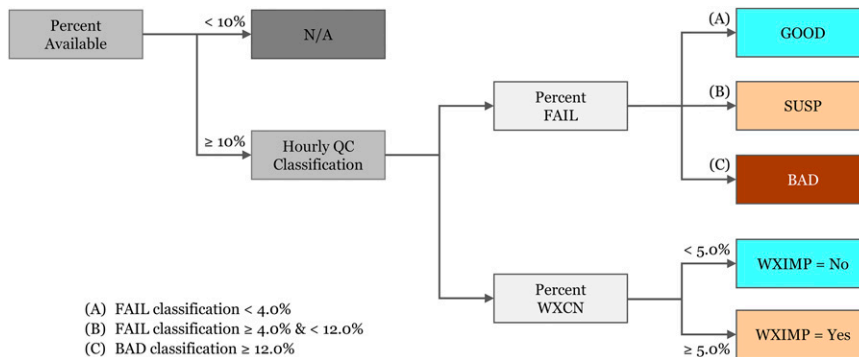 Percent
Available
< 10%
N/A
≥ 10%
Hourly QC
Classification
Percent
FAIL
(A)
GOOD
(B)
SUSP
(C)
BAD
Percent
WXCN
< 5.0%
WXIMP = No
≥ 5.0%
WXIMP = Yes
(A) FAIL classification < 4.0%
(B) FAIL classification ≥ 4.0% & < 12.0%
(C) BAD classification ≥ 12.0%